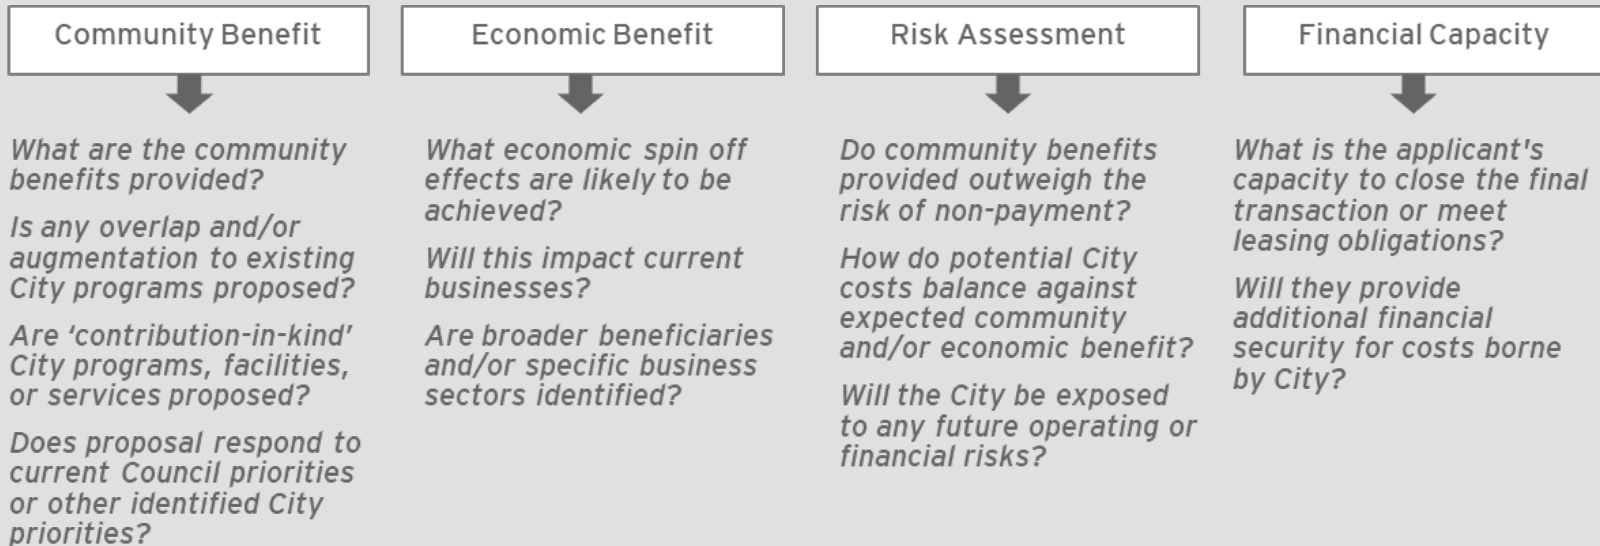 Community Benefit
What are the community
benefits provided?
Is any overlap and/or
augmentation to existing
City programs proposed?
Are ‘contribution-in-kind’
City programs, facilities,
or services proposed?
Does proposal respond to
current Council priorities
or other identified City
priorities?
Economic Benefit
What economic spin off
effects are likely to be
achieved?
Will this impact current
businesses?
Are broader beneficiaries
and/or specific business
sectors identified?
Risk Assessment
Do community benefits
provided outweigh the
risk of non-payment?
How do potential City
costs balance against
expected community
and/or economic benefit?
Will the City be exposed
to any future operating or
financial risks?
Financial Capacity
What is the applicant's
capacity to close the final
transaction or meet
leasing obligations?
Will they provide
additional financial
security for costs borne
by City?